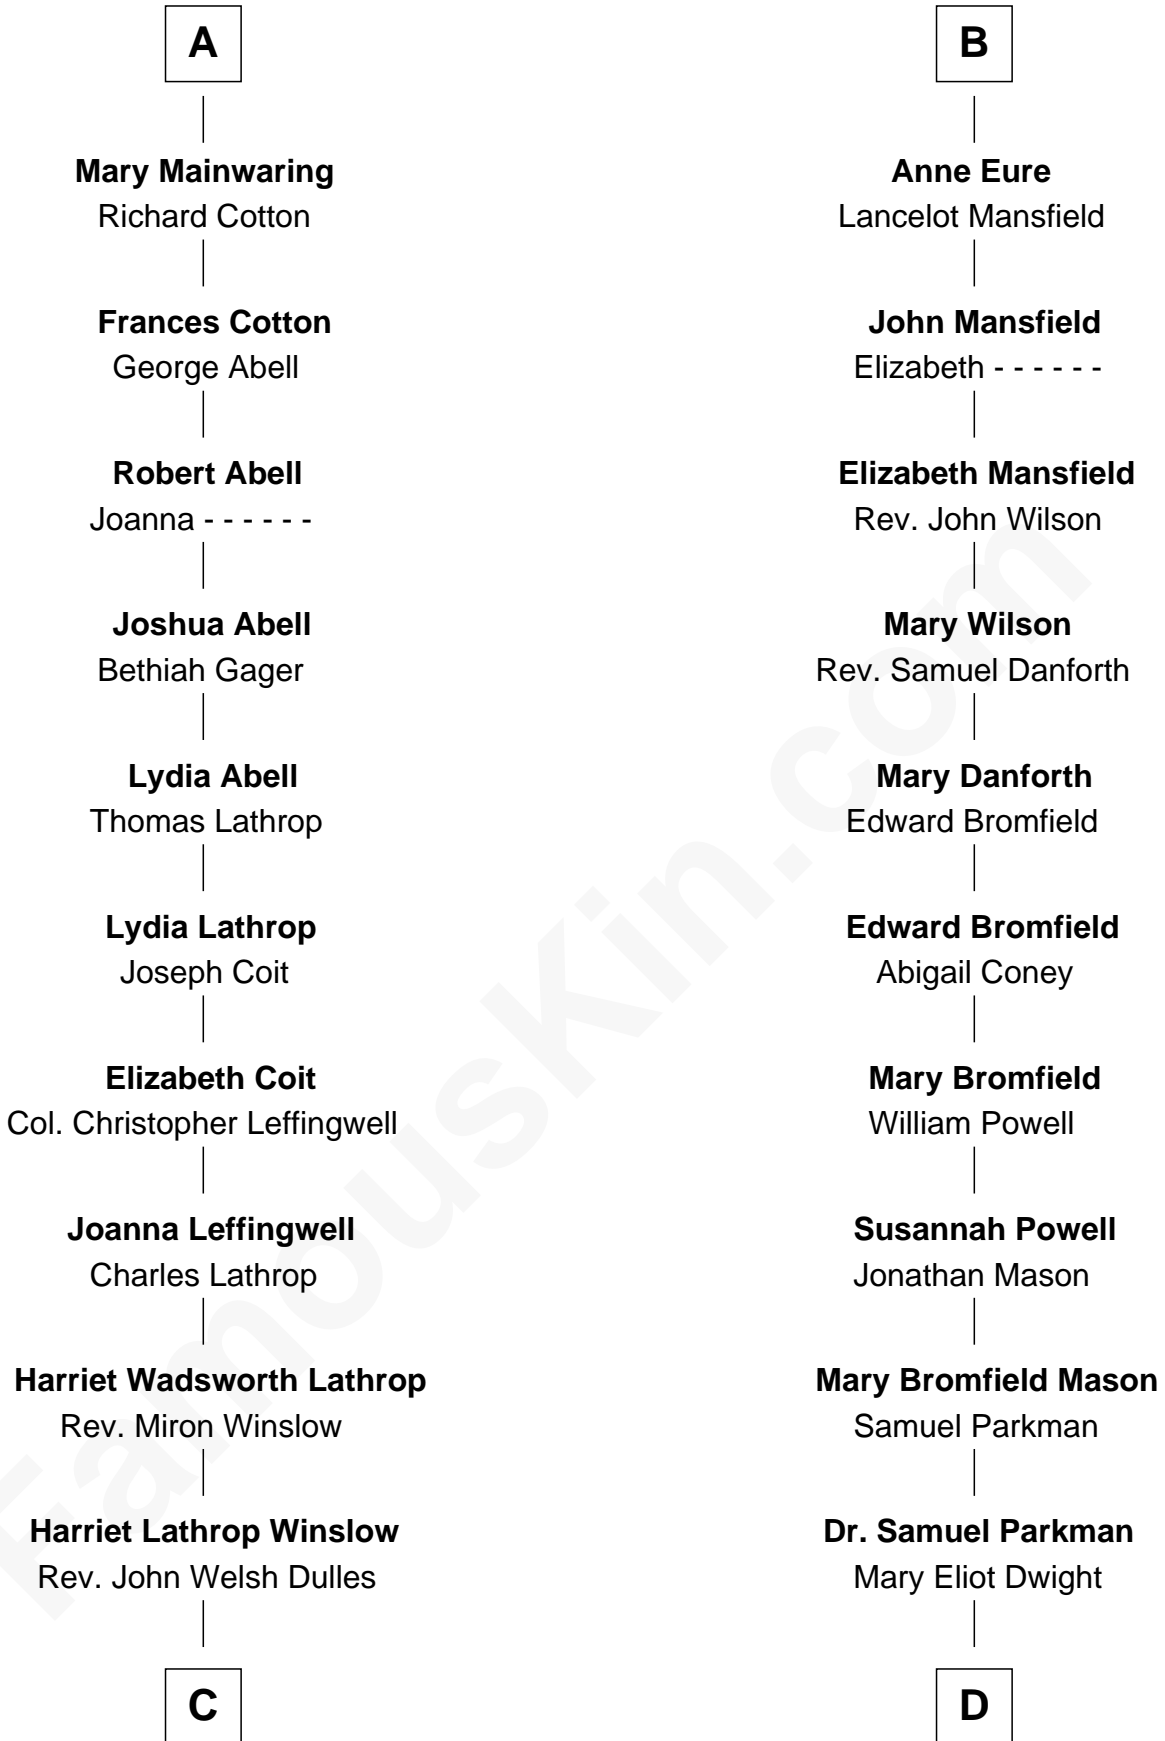 A
Mary Mainwaring
Richard Cotton
Frances Cotton
George Abell
Robert Abell
Joanna - - - - - -
Joshua Abell
Bethiah Gager
Lydia Abell
Thomas Lathrop
Lydia Lathrop
Joseph Coit
Elizabeth Coit
Col. Christopher Leffingwell
Joanna Leffingwell
Charles Lathrop
Harriet Wadsworth Lathrop
Rev. Miron Winslow
Harriet Lathrop Winslow
Rev. John Welsh Dulles
C
B
Anne Eure
Lancelot Mansfield
John Mansfield
Elizabeth - - - - - -
Elizabeth Mansfield
Rev. John Wilson
Mary Wilson
Rev. Samuel Danforth
Mary Danforth
Edward Bromfield
Edward Bromfield
Abigail Coney
Mary Bromfield
William Powell
Susannah Powell
Jonathan Mason
Mary Bromfield Mason
Samuel Parkman
Dr. Samuel Parkman
Mary Eliot Dwight
D
FamousKin.com